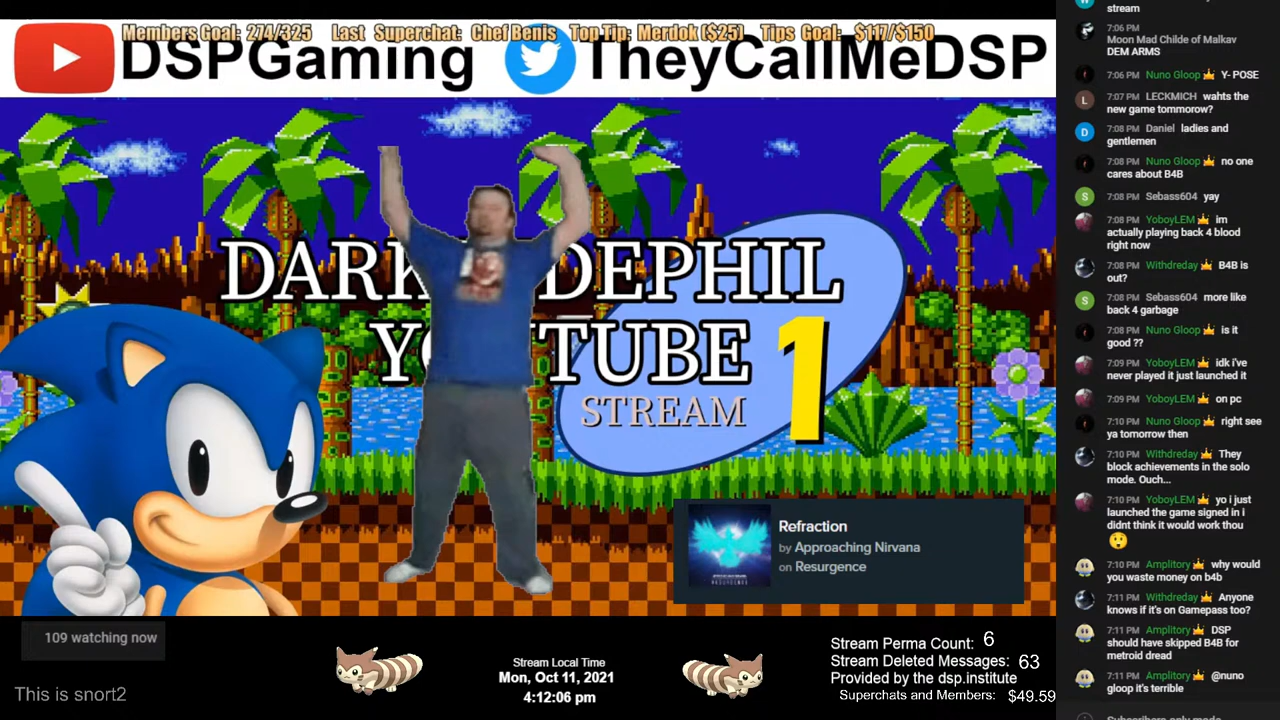 Members Goal: 274/325 Last Superchat: Chef Benis Top Tip: Merdok ($25) Tips Goal: $117/$150
DSPGaming TheyCallMeDSP
DARK DEPHIL
Y TUBE 1
STREAM
Refraction
by Approaching Nirvana
on Resurgence
109 watching now
This is snort2
Stream Local Time
Mon, Oct 11, 2021
4:12:06 pm
Stream Perma Count: 6
Stream Deleted Messages: 63
Provided by the dsp.institute
Superchats and Members: $49.59
stream
7:06 PM
Moon Mad Childe of Malkav
DEM ARMS
7:06 PM Nuno Gloop Y- POSE
7:07 PM LECKMICH wahts the
new game tommorow?
7:08 PM Daniel ladies and
gentlemen
7:08 PM Nuno Gloop no one
cares about B4B
7:08 PM Sebass604 yay
7:08 PM YoboyLEM im
actually playing back 4 blood
right now
7:08 PM Withdreday B4B is
out?
7:08 PM Sebass604 more like
back 4 garbage
7:08 PM Nuno Gloop is it
good ??
7:09 PM YoboyLEM idk i've
never played it just launched it
7:09 PM YoboyLEM on pc
7:10 PM Nuno Gloop right see
ya tomorrow then
7:10 PM Withdreday They
block achievements in the solo
mode. Ouch...
7:10 PM YoboyLEM yo i just
launched the game signed in i
didnt think it would work thou
😲
7:10 PM Amplitory why would
you waste money on b4b
7:11 PM Withdreday Anyone
knows if it's on Gamepass too?
7:11 PM Amplitory DSP
should have skipped B4B for
metroid dread
7:11 PM Amplitory @nuno
gloop it's terrible
Subscribers-only mode